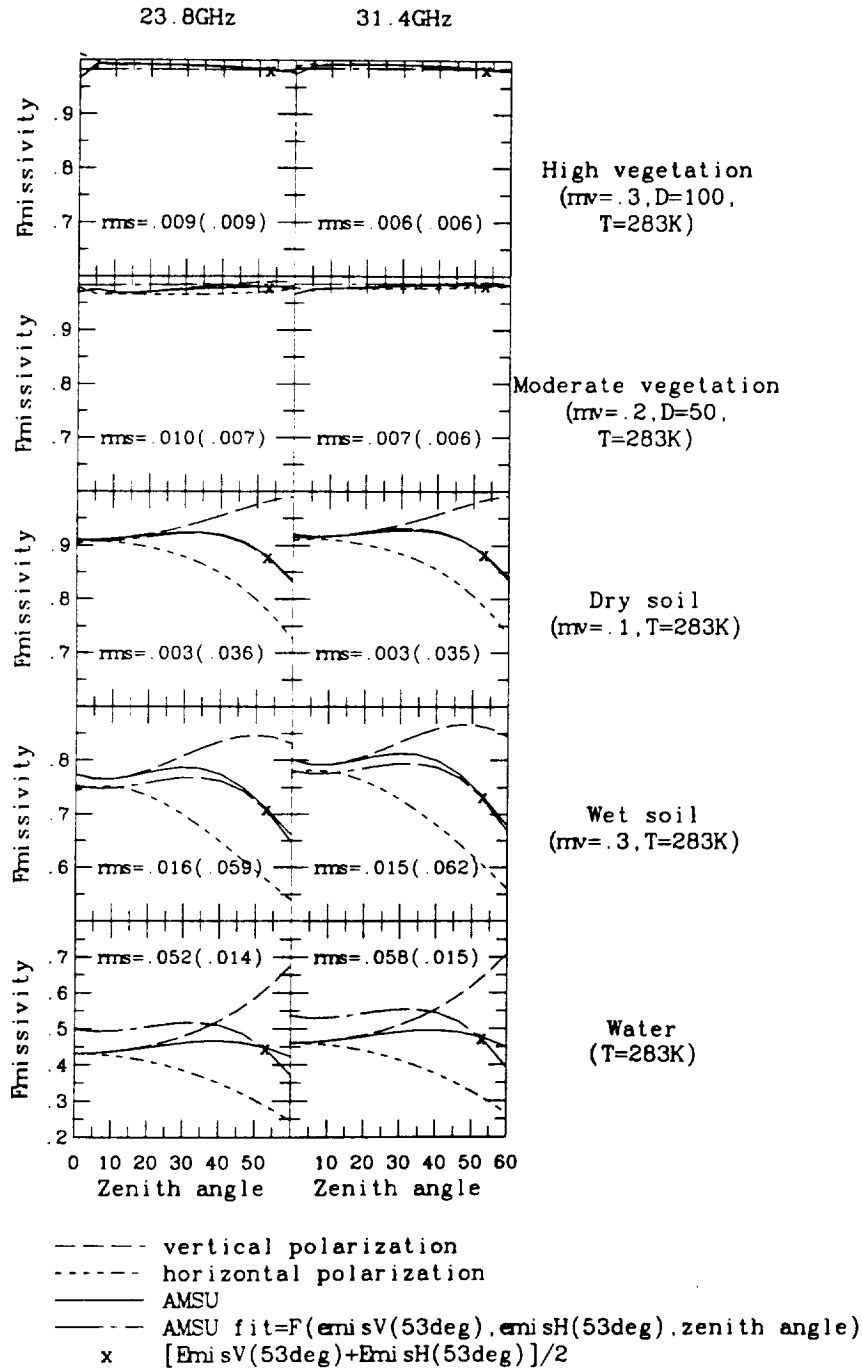 23.8GHz 31.4GHz
Emissivity
.9
.8
.7
rms=.009(.009) rms=.006(.006)
High vegetation
(mv=.3,D=100,
T=283K)
Emissivity
.9
.8
.7
rms=.010(.007) rms=.007(.006)
Moderate vegetation
(mv=.2,D=50,
T=283K)
Emissivity
.9
.8
.7
rms=.003(.036) rms=.003(.035)
Dry soil
(mv=.1,T=283K)
Emissivity
.8
.7
.6
rms=.016(.059) rms=.015(.062)
Wet soil
(mv=.3,T=283K)
Emissivity
.7
.6
.5
.4
.3
.2
rms=.052(.014) rms=.058(.015)
Water
(T=283K)
0 10 20 30 40 50 10 20 30 40 50 60
Zenith angle Zenith angle
vertical polarization
horizontal polarization
AMSU
AMSU fit=F(emisV(53deg),emisH(53deg),zenith angle)
x [EmisV(53deg)+EmisH(53deg)]/2